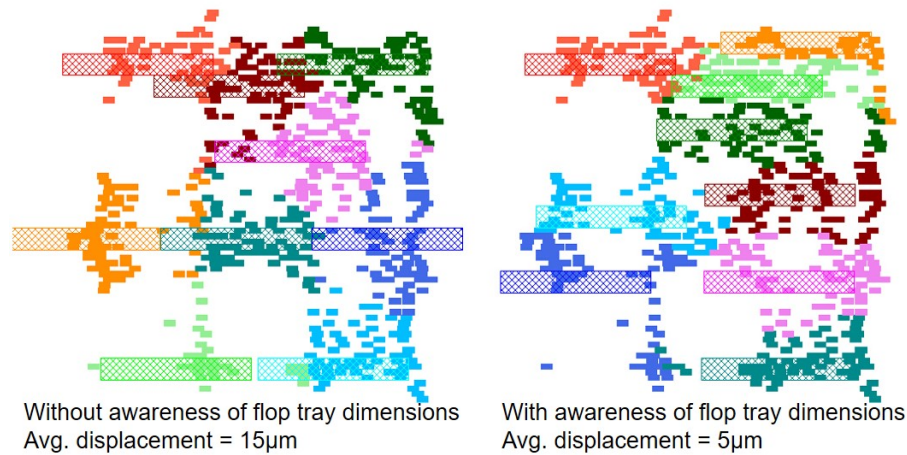 Without awareness of flop tray dimensions
Avg. displacement = 15μm
With awareness of flop tray dimensions
Avg. displacement = 5μm